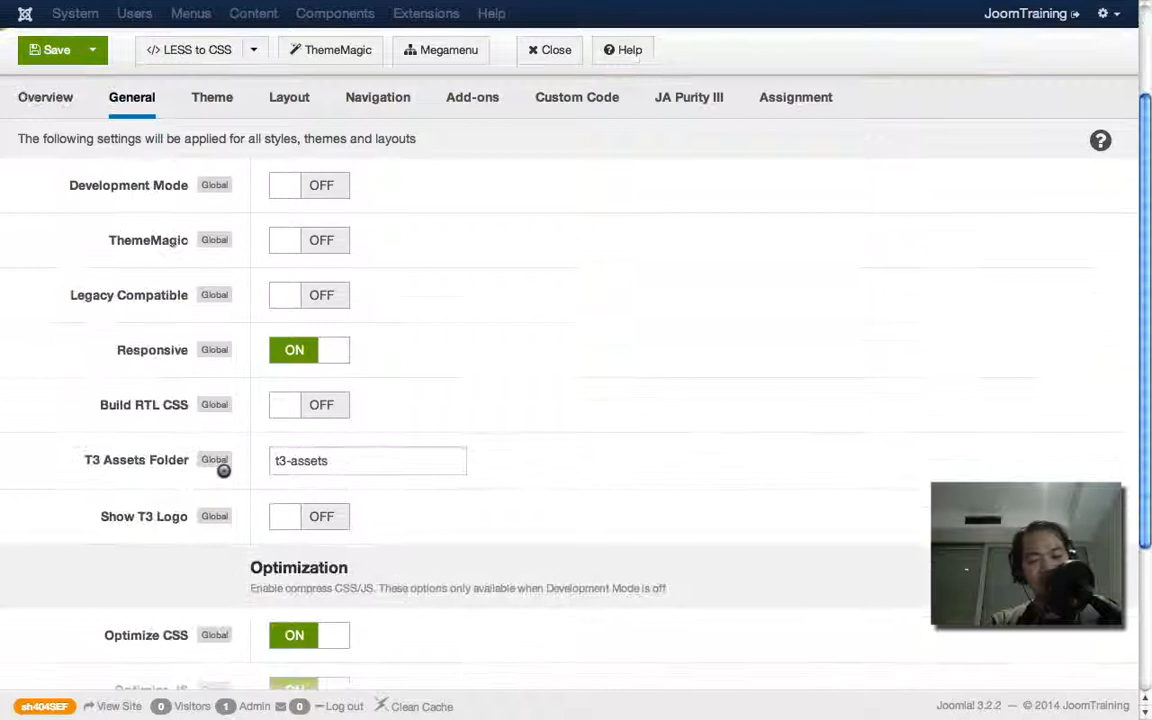 System Users Menus Content Components Extensions Help JoomTraining
Save </> LESS to CSS ThemeMagic Megamenu Close Help
Overview General Theme Layout Navigation Add-ons Custom Code JA Purity III Assignment
The following settings will be applied for all styles, themes and layouts
Development Mode Global OFF
ThemeMagic Global OFF
Legacy Compatible Global OFF
Responsive Global ON
Build RTL CSS Global OFF
T3 Assets Folder Global t3-assets
Show T3 Logo Global OFF
Optimization
Enable compress CSS/JS. These options only available when Development Mode is off
Optimize CSS Global ON
Optimize JS ON
sh404SEF View Site 0 Visitors 1 Admin 0 Log out Clean Cache Joomla! 3.2.2 — © 2014 JoomTraining